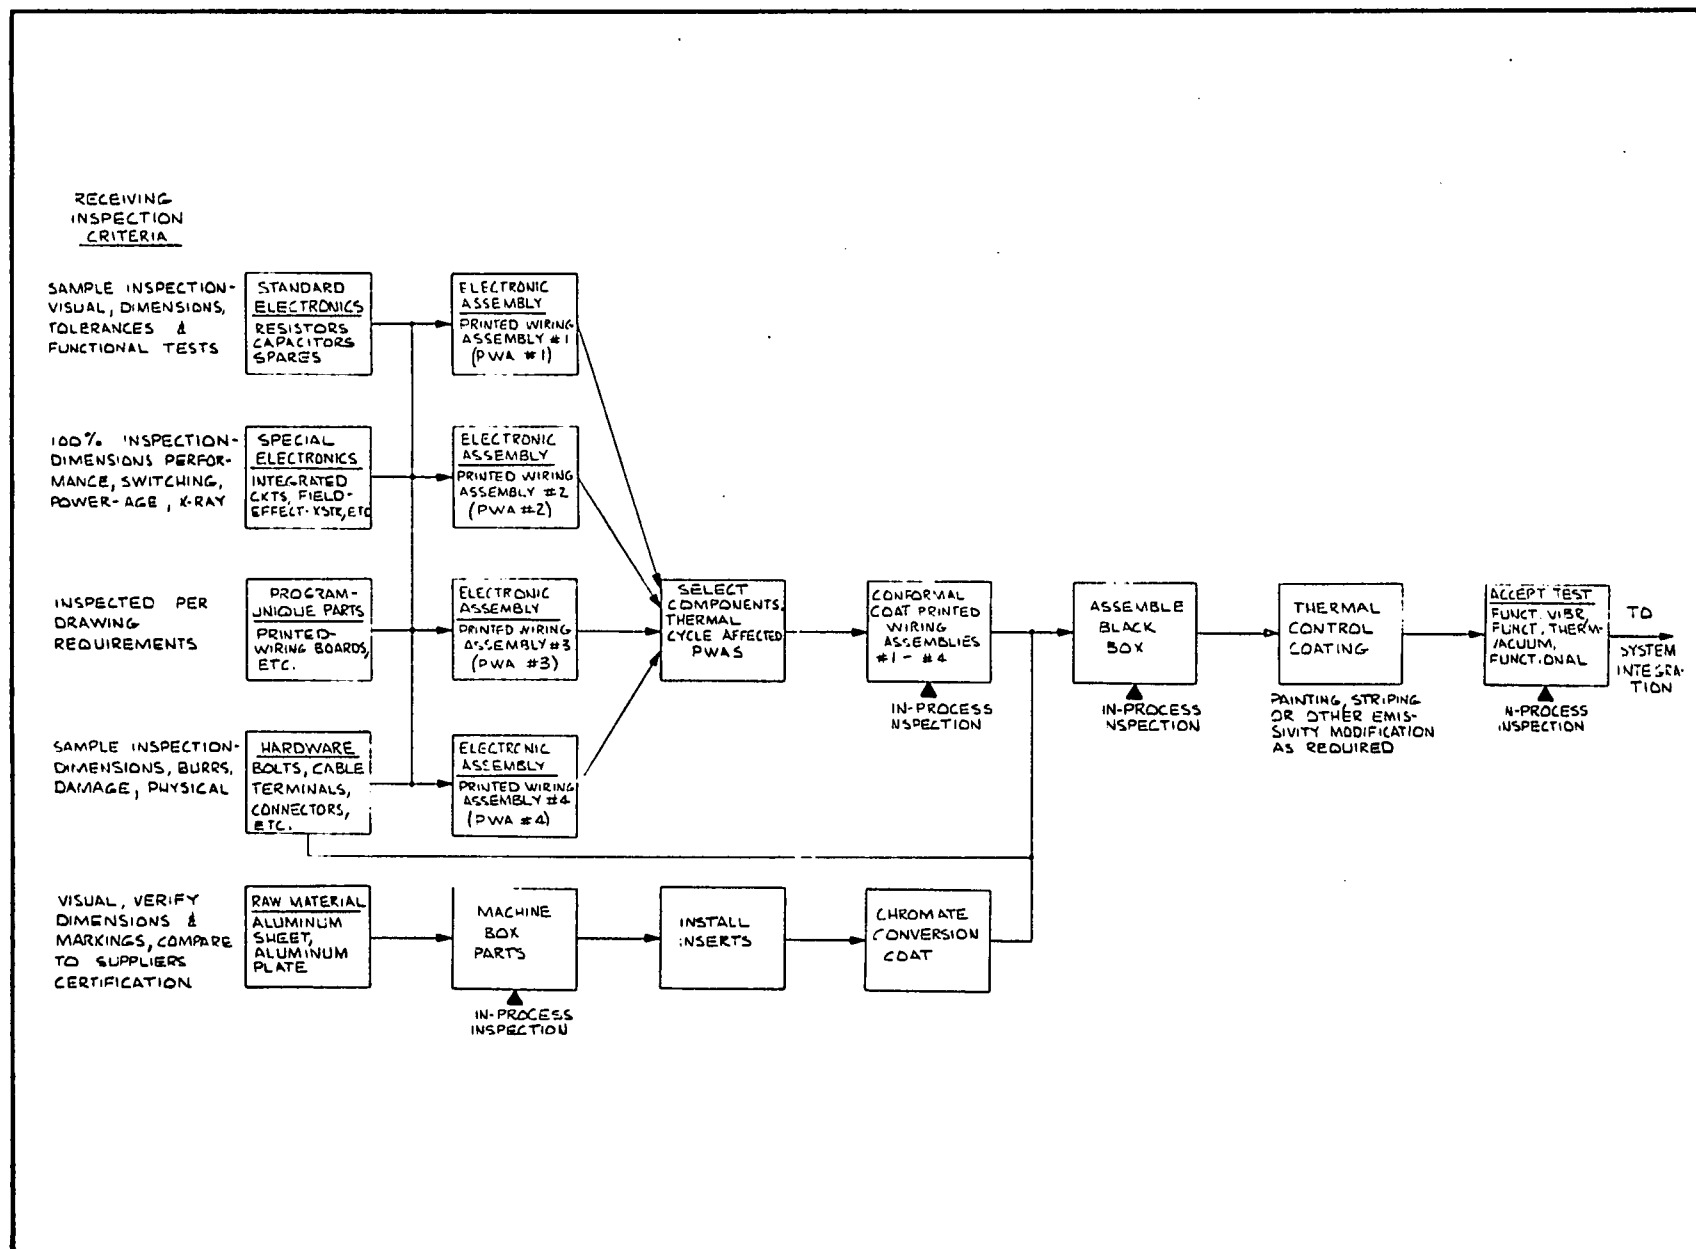 RECEIVING
INSPECTION
CRITERIA
SAMPLE INSPECTION-
VISUAL, DIMENSIONS,
TOLERANCES &
FUNCTIONAL TESTS
STANDARD
ELECTRONICS
RESISTORS
CAPACITORS
SPARES
ELECTRONIC
ASSEMBLY
PRINTED WIRING
ASSEMBLY #1
(PWA #1)
100% INSPECTION-
DIMENSIONS PERFOR-
MANCE, SWITCHING,
POWER-AGE, X-RAY
SPECIAL
ELECTRONICS
INTEGRATED
CKTS, FIELD-
EFFECT-XSTR, ETC
ELECTRONIC
ASSEMBLY
PRINTED WIRING
ASSEMBLY #2
(PWA #2)
INSPECTED PER
DRAWING
REQUIREMENTS
PROGRAM-
UNIQUE PARTS
PRINTED-
WIRING BOARDS,
ETC.
ELECTRONIC
ASSEMBLY
PRINTED WIRING
ASSEMBLY #3
(PWA #3)
SELECT
COMPONENTS,
THERMAL
CYCLE AFFECTED
PWAS
CONFORMAL
COAT PRINTED
WIRING
ASSEMBLIES
#1 - #4
IN-PROCESS
INSPECTION
ASSEMBLE
BLACK
BOX
IN-PROCESS
INSPECTION
THERMAL
CONTROL
COATING
PAINTING, STRIPING
OR OTHER EMIS-
SIVITY MODIFICATION
AS REQUIRED
ACCEPT TEST
FUNCT. VIBR,
FUNCT. THERM-
VACUUM,
FUNCTIONAL
IN-PROCESS
INSPECTION
TO
SYSTEM
INTEGRA-
TION
SAMPLE INSPECTION-
DIMENSIONS, BURRS,
DAMAGE, PHYSICAL
HARDWARE
BOLTS, CABLE
TERMINALS,
CONNECTORS,
ETC.
ELECTRONIC
ASSEMBLY
PRINTED WIRING
ASSEMBLY #4
(PWA #4)
VISUAL, VERIFY
DIMENSIONS &
MARKINGS, COMPARE
TO SUPPLIERS
CERTIFICATION
RAW MATERIAL
ALUMINUM
SHEET,
ALUMINUM
PLATE
MACHINE
BOX
PARTS
IN-PROCESS
INSPECTION
INSTALL
INSERTS
CHROMATE
CONVERSION
COAT